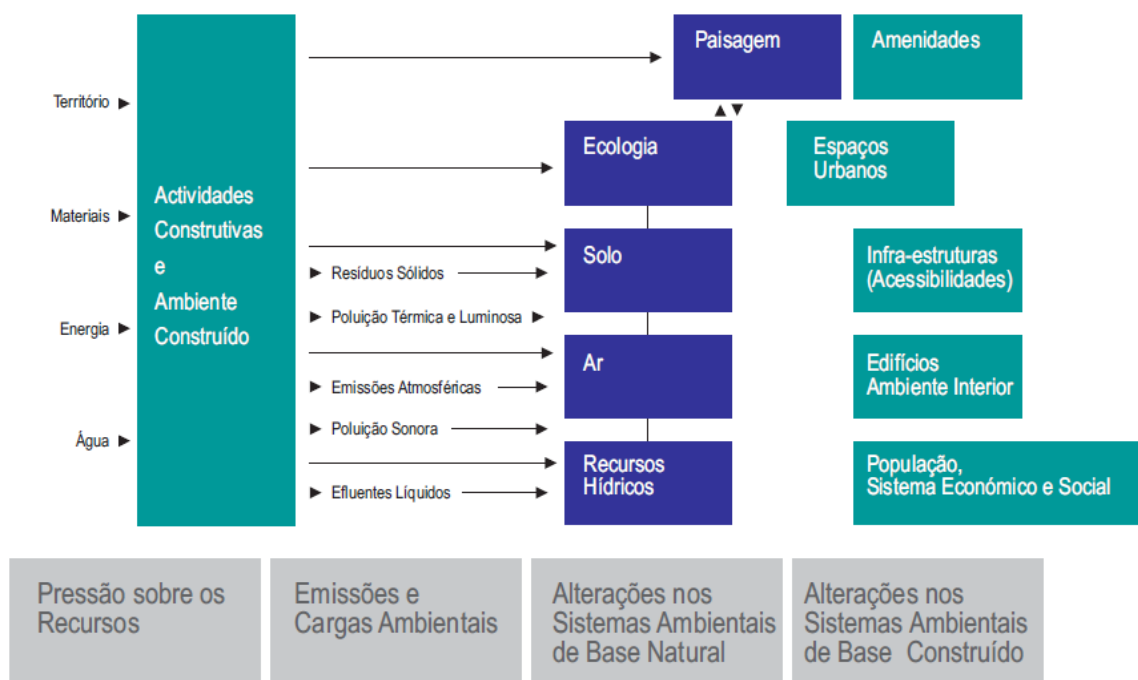 Paisagem
Amenidades
Território
Ecologia
Espaços
Urbanos
Actividades
Construtivas
e
Ambiente
Construído
Materiais
Solo
Infra-estruturas
(Acessibilidades)
Resíduos Sólidos
Poluição Térmica e Luminosa
Energia
Ar
Edifícios
Ambiente Interior
Emissões Atmosféricas
Poluição Sonora
Água
Recursos
Hídricos
População,
Sistema Económico e Social
Efluentes Líquidos
Pressão sobre os
Recursos
Emissões e
Cargas Ambientais
Alterações nos
Sistemas Ambientais
de Base Natural
Alterações nos
Sistemas Ambientais
de Base Construído